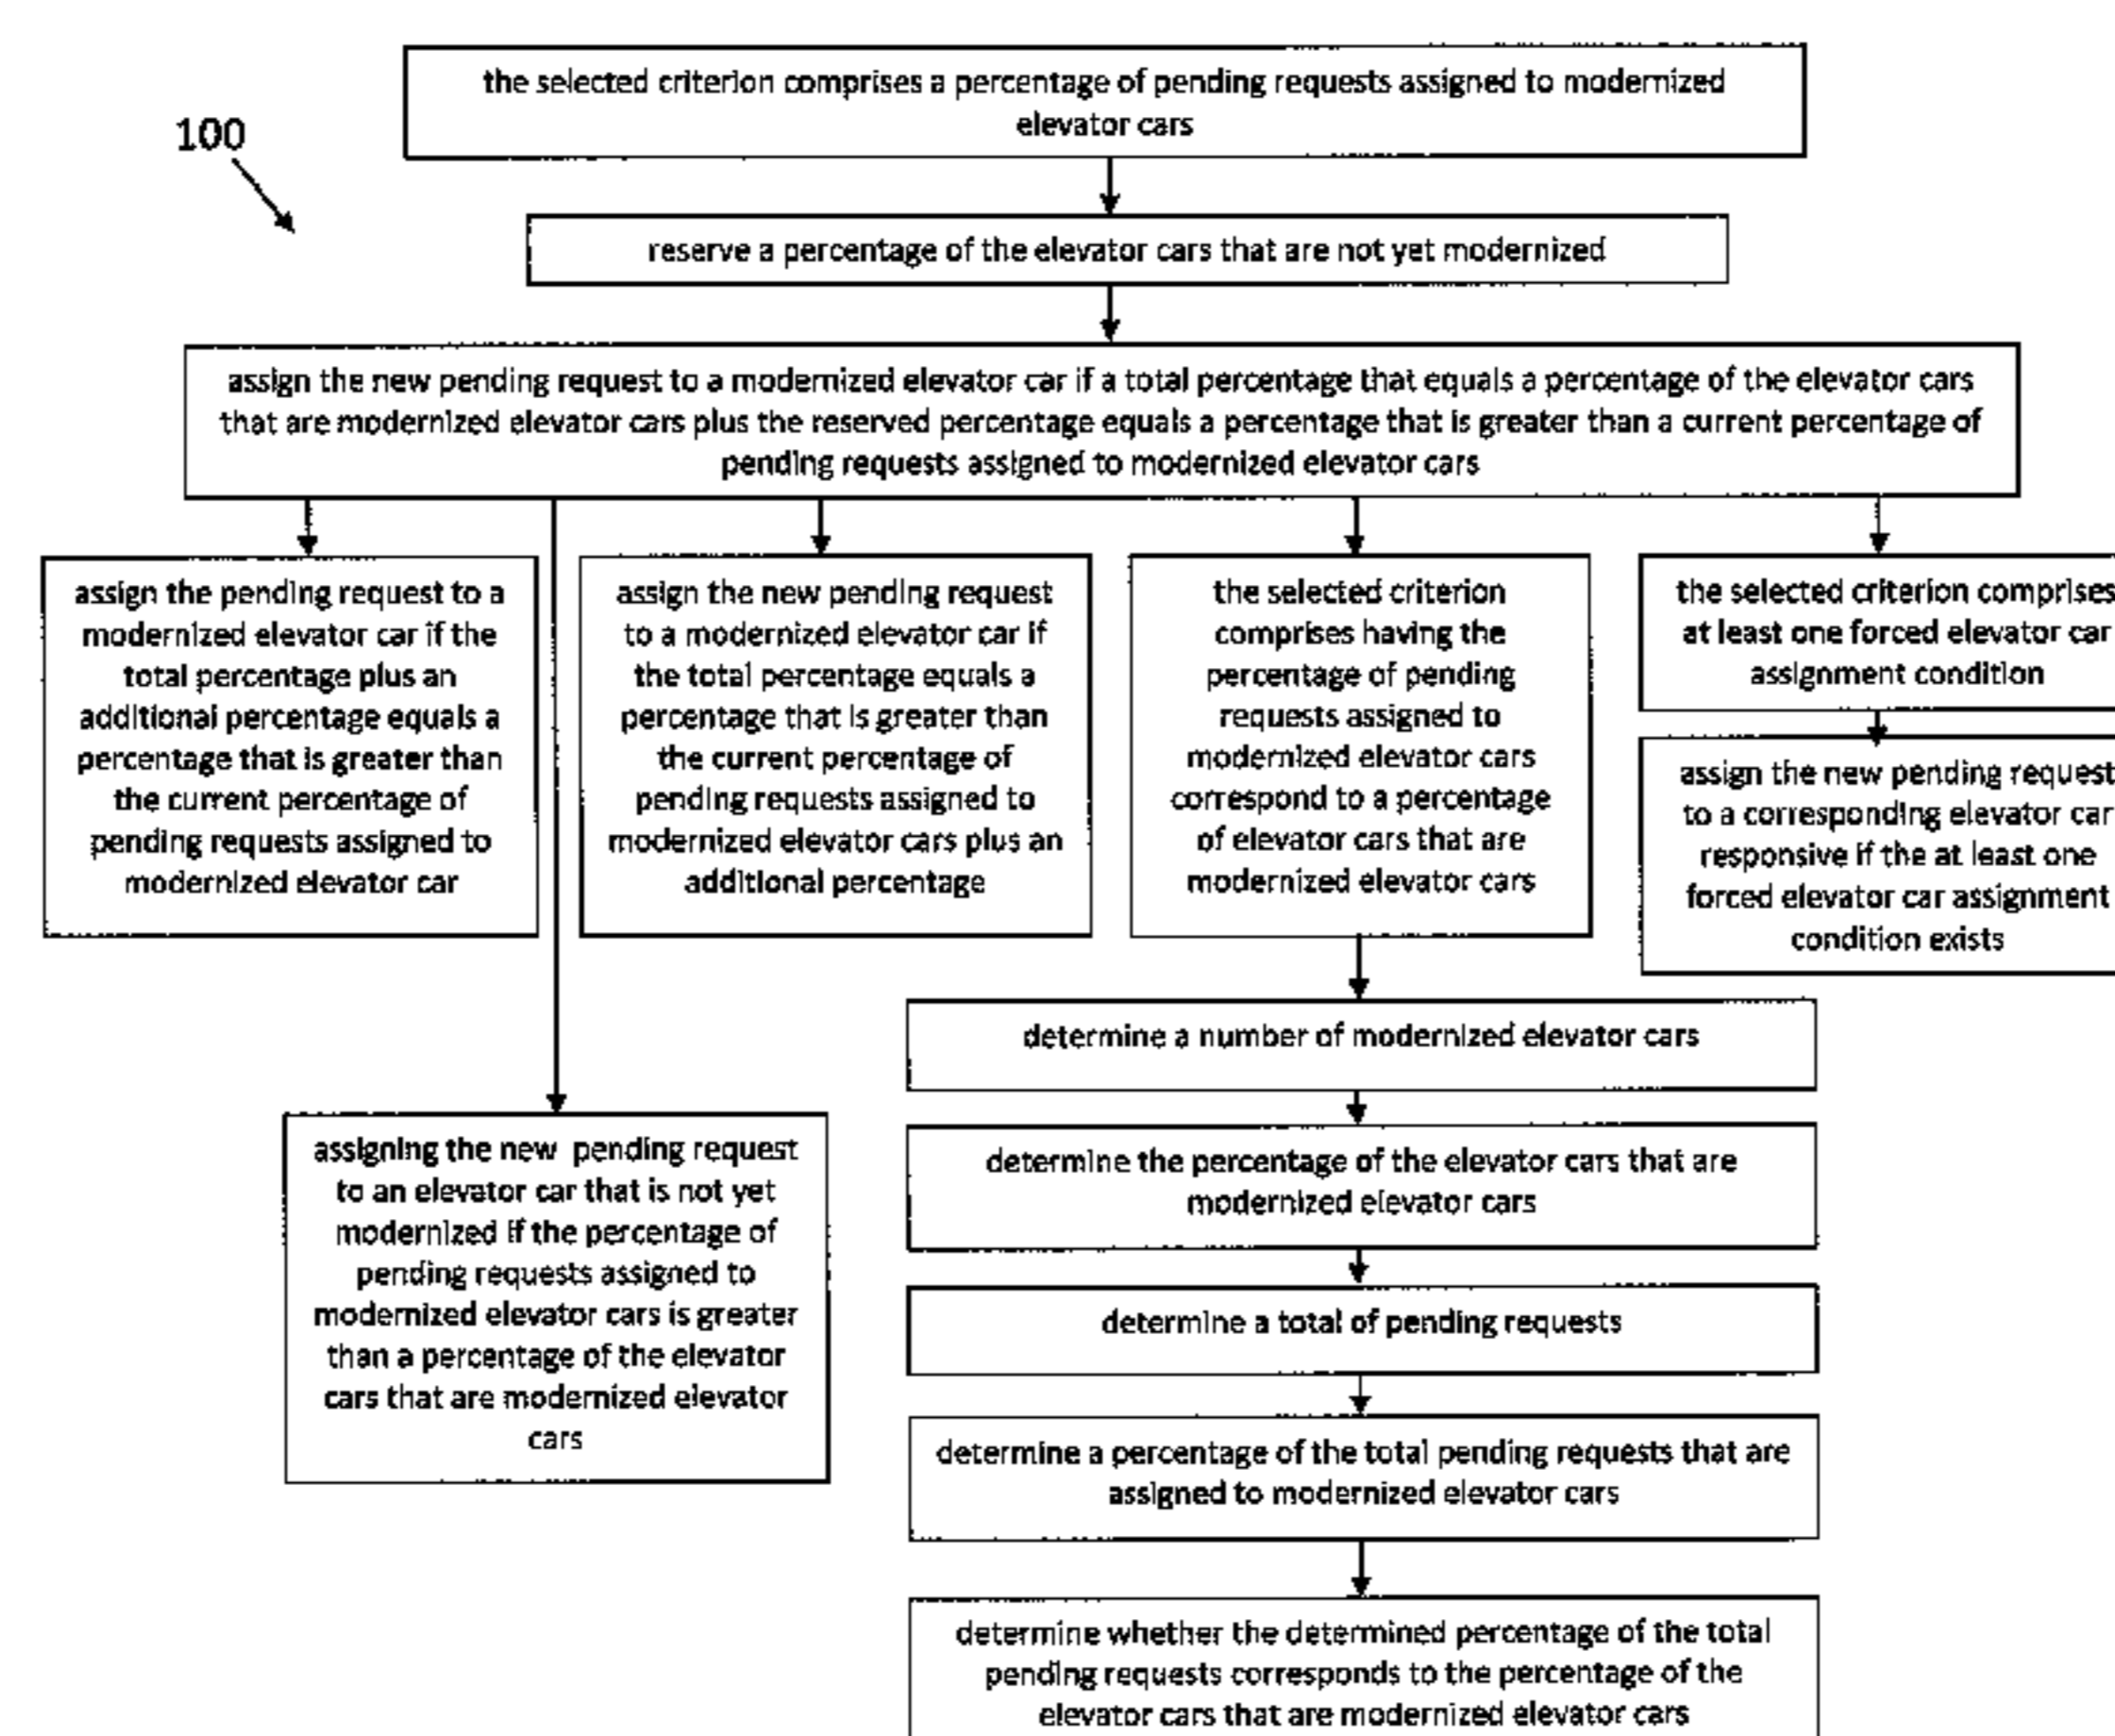 the selected criterion comprises a percentage of pending requests assigned to modernized
elevator cars
100
reserve a percentage of the elevator cars that are not yet modernized
assign the new pending request to a modernized elevator car if a total percentage that equals a percentage of the elevator cars
that are modernized elevator cars plus the reserved percentage equals a percentage that is greater than a current percentage of
pending requests assigned to modernized elevator cars
assign the pending request to a
modernized elevator car if the
total percentage plus an
additional percentage equals a
percentage that is greater than
the current percentage of
pending requests assigned to
modernized elevator car
assign the new pending request
to a modernized elevator car if
the total percentage equals a
percentage that is greater than
the current percentage of
pending requests assigned to
modernized elevator cars plus an
additional percentage
the selected criterion
comprises having the
percentage of pending
requests assigned to
modernized elevator cars
correspond to a percentage
of elevator cars that are
modernized elevator cars
the selected criterion comprises
at least one forced elevator car
assignment condition
assign the new pending request
to a corresponding elevator car
responsive if the at least one
forced elevator car assignment
condition exists
assigning the new pending request
to an elevator car that is not yet
modernized if the percentage of
pending requests assigned to
modernized elevator cars is greater
than a percentage of the elevator
cars that are modernized elevator
cars
determine a number of modernized elevator cars
determine the percentage of the elevator cars that are
modernized elevator cars
determine a total of pending requests
determine a percentage of the total pending requests that are
assigned to modernized elevator cars
determine whether the determined percentage of the total
pending requests corresponds to the percentage of the
elevator cars that are modernized elevator cars